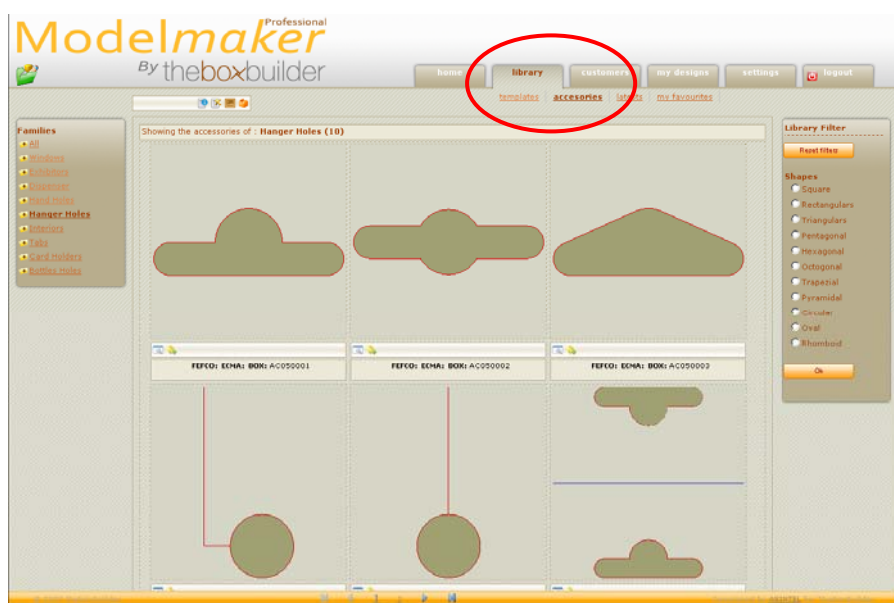 Professional
Modelmaker
By theboxbuilder
home
library
customers
my designs
settings
logout
templates
accesories
latests
my favourites
Families
All
Windows
Exhibitors
Dispenser
Hand Holes
Hanger Holes
Interiors
Tabs
Card Holders
Bottles Holes
Showing the accessories of : Hanger Holes (10)
FEFCO: ECMA: BOX: AC050001
FEFCO: ECMA: BOX: AC050002
FEFCO: ECMA: BOX: AC050003
Library Filter
Reset filters
Shapes
Square
Rectangulars
Triangulars
Pentagonal
Hexagonal
Octogonal
Trapezial
Pyramidal
Circular
Oval
Rhomboid
Ok
1
2